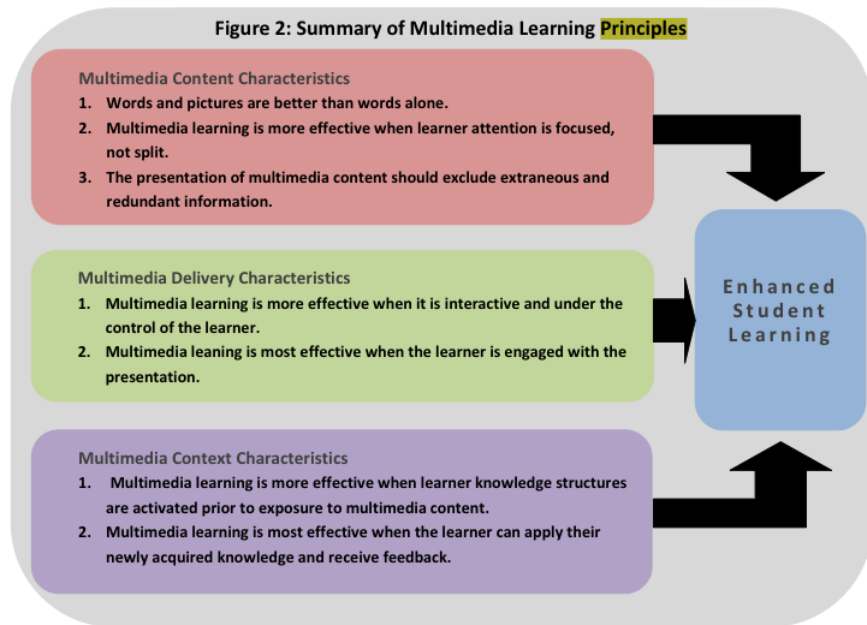 Figure 2: Summary of Multimedia Learning Principles
Multimedia Content Characteristics
1. Words and pictures are better than words alone.
2. Multimedia learning is more effective when learner attention is focused,
not split.
3. The presentation of multimedia content should exclude extraneous and
redundant information.
Multimedia Delivery Characteristics
1. Multimedia learning is more effective when it is interactive and under the
control of the learner.
2. Multimedia leaning is most effective when the learner is engaged with the
presentation.
Multimedia Context Characteristics
1. Multimedia learning is more effective when learner knowledge structures
are activated prior to exposure to multimedia content.
2. Multimedia learning is most effective when the learner can apply their
newly acquired knowledge and receive feedback.
Enhanced
Student
Learning